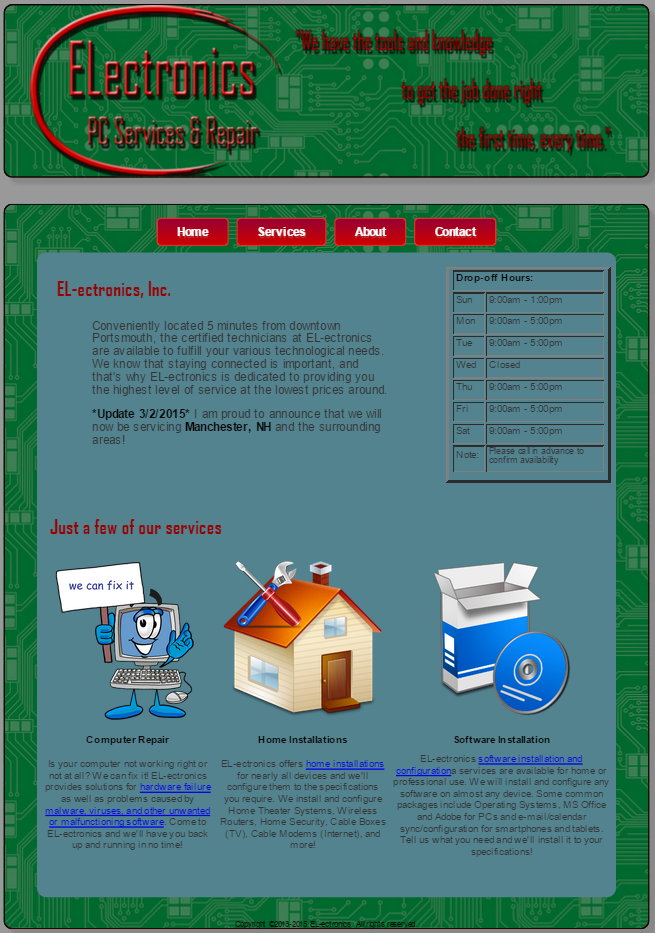 ELectronics
PC Services & Repair
"We have the tools and knowledge
to get the job done right
the first time, every time."
Home Services About Contact
EL-ectronics, Inc.
Conveniently located 5 minutes from downtown
Portsmouth, the certified technicians at EL-ectronics
are available to fulfill your various technological needs.
We know that staying connected is important, and
that's why EL-ectronics is dedicated to providing you
the highest level of service at the lowest prices around.
*Update 3/2/2015* I am proud to announce that we will
now be servicing Manchester, NH and the surrounding
areas!
Drop-off Hours:
Sun 9:00am - 1:00pm
Mon 9:00am - 5:00pm
Tue 9:00am - 5:00pm
Wed Closed
Thu 9:00am - 5:00pm
Fri 9:00am - 5:00pm
Sat 9:00am - 5:00pm
Note: Please call in advance to
confirm availability
Just a few of our services
we can fix it
Computer Repair
Is your computer not working right or
not at all? We can fix it! EL-ectronics
provides solutions for hardware failure
as well as problems caused by
malware, viruses, and other unwanted
or malfunctioning software. Come to
EL-ectronics and we'll have you back
up and running in no time!
Home Installations
EL-ectronics offers home installations
for nearly all devices and we'll
configure them to the specifications
you require. We install and configure
Home Theater Systems, Wireless
Routers, Home Security, Cable Boxes
(TV), Cable Modems (Internet), and
more!
Software Installation
EL-ectronics software installation and
configurationa services are available for home or
professional use. We will install and configure any
software on almost any device. Some common
packages include Operating Systems, MS Office
and Adobe for PCs and e-mail/calendar
sync/configuration for smartphones and tablets.
Tell us what you need and we'll install it to your
specifications!
Copyright ©2013-2015 EL-ectronics. All rights reserved.